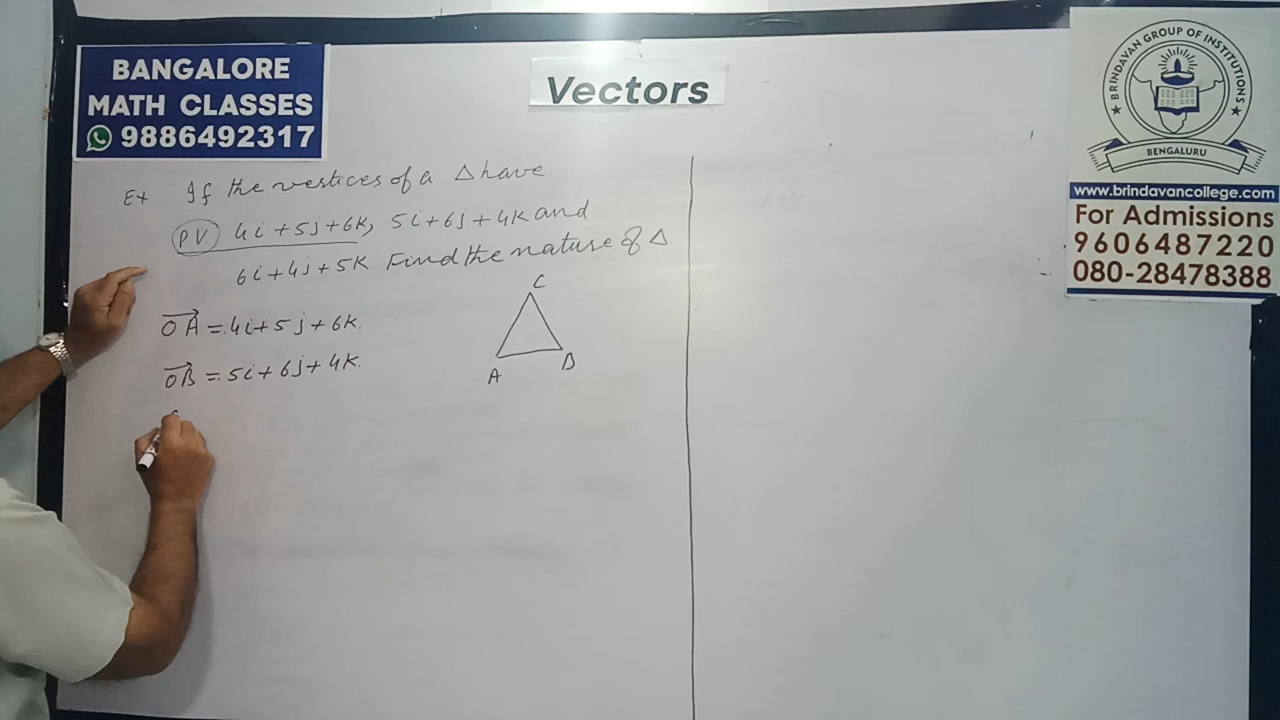 BANGALORE
MATH CLASSES
9886492317
Vectors
BRINDAVAN GROUP OF INSTITUTIONS
BENGALURU
www.brindavancollege.com
For Admissions
9606487220
080-28478388
Ex If the vertices of a △ have
PV 4i + 5j + 6k, 5i + 6j + 4k and
6i + 4j + 5k. Find the nature of △
OA = 4i + 5j + 6k.
OB = 5i + 6j + 4k.
C
A
B